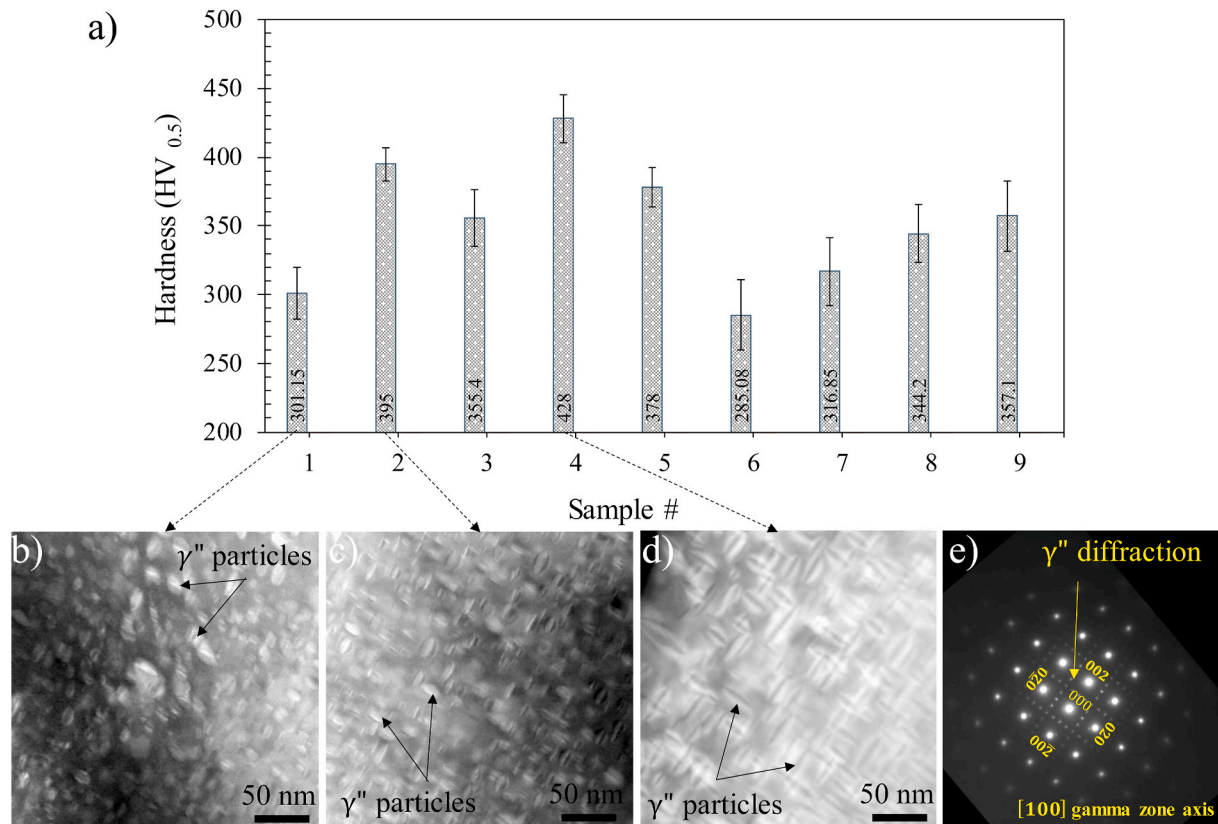 a)
500
450
400
350
300
250
200
Hardness (HV 0.5)
301.15
395
355.4
428
378
285.08
316.85
344.2
357.1
1 2 3 4 5 6 7 8 9
Sample #
b)
γ" particles
50 nm
c)
γ" particles
50 nm
d)
γ" particles
50 nm
e)
γ" diffraction
02̄0
002
000
002̄
020
[100] gamma zone axis